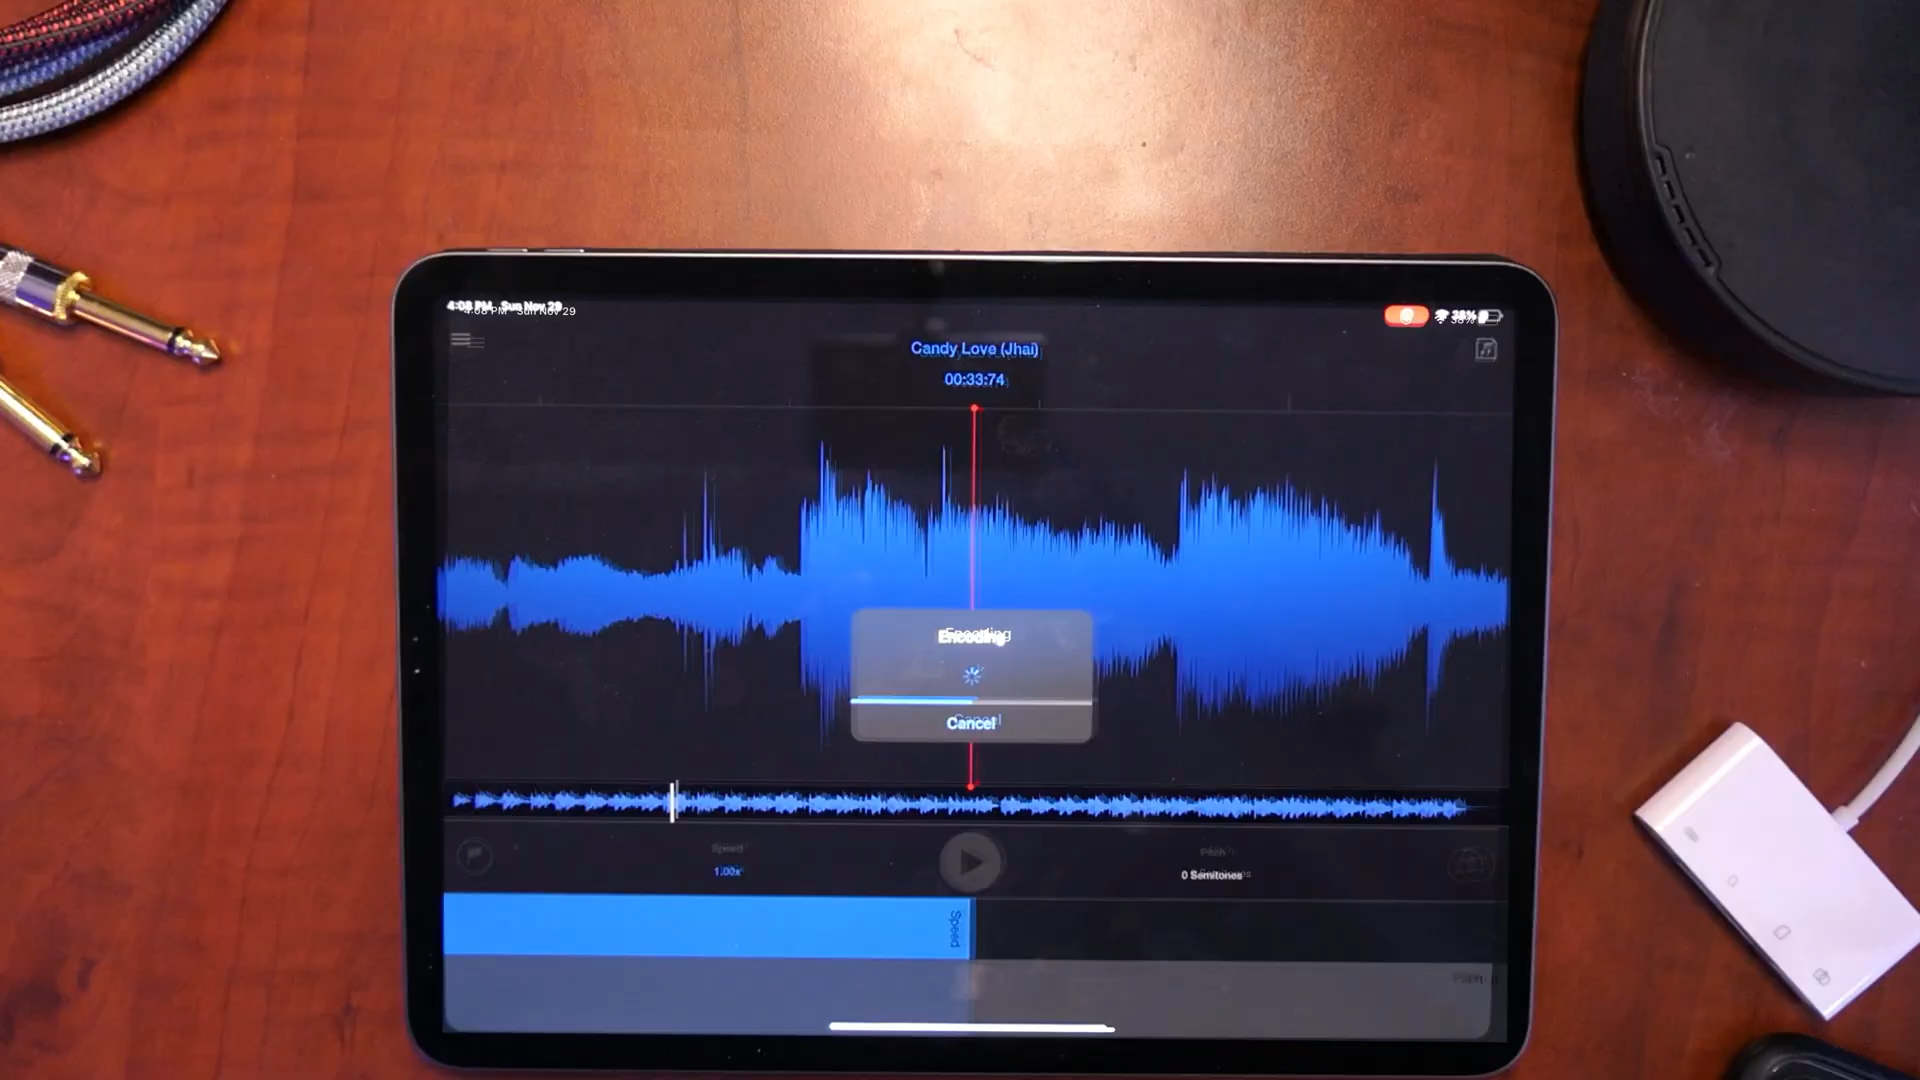 4:08 PM Sun Nov 29
38%
Candy Love (Jhai)
00:33:74
Encoding
Cancel
Speed
Pitch
1.00x
0 Semitones
Speed
Pitch